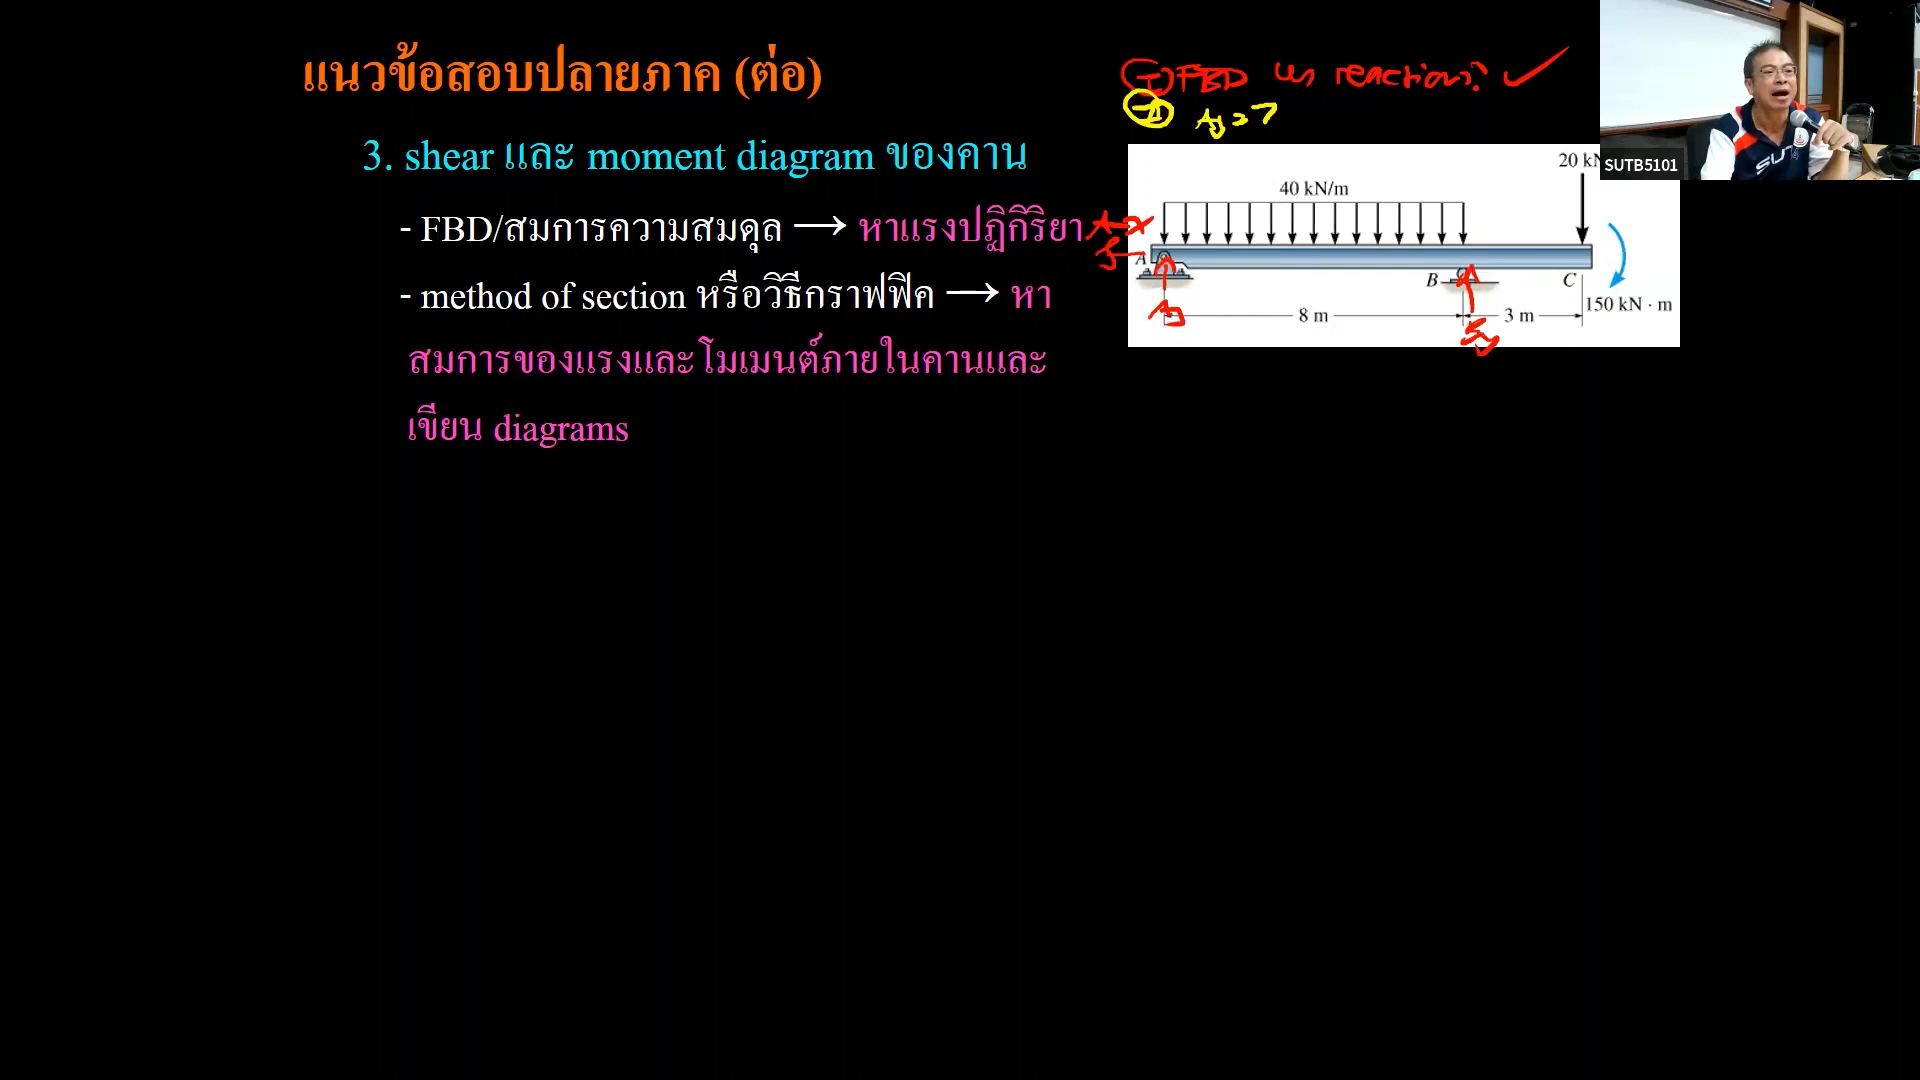 แนวข้อสอบปลายภาค (ต่อ)
3. shear และ moment diagram ของคาน
- FBD/สมการความสมดุล → หาแรงปฏิกิริยา
- method of section หรือวิธีกราฟฟิค → หา
สมการของแรงและโมเมนต์ภายในคานและ
เขียน diagrams
FBD หา reactions?
Ay = ?
20 kN
40 kN/m
A
B
C
150 kN · m
8 m
3 m
SUTB5101